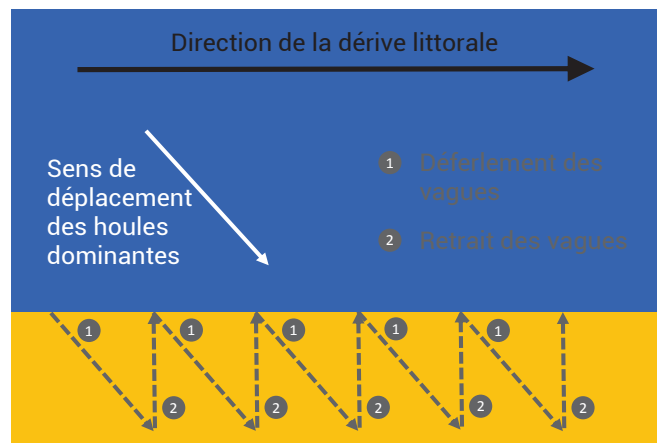 Direction de la dérive littorale
Sens de
déplacement
des houles
dominantes
1 Déferlement des
vagues
2 Retrait des vagues
1 1 1 1 1
2 2 2 2 2